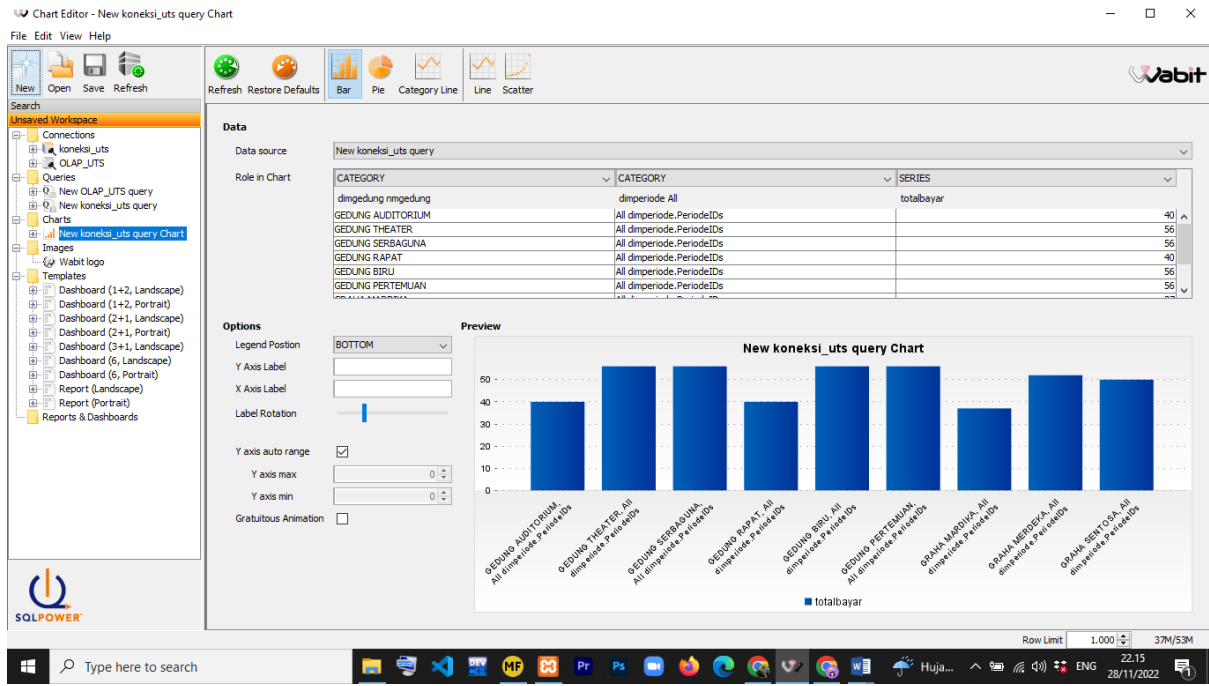 Chart Editor - New koneksi_uts query Chart
File Edit View Help
New Open Save Refresh
Refresh Restore Defaults Bar Pie Category Line Line Scatter
Wabit
Search
Unsaved Workspace
Connections
koneksi_uts
OLAP_UTS
Queries
New OLAP_UTS query
New koneksi_uts query
Charts
New koneksi_uts query Chart
Images
Wabit logo
Templates
Dashboard (1+2, Landscape)
Dashboard (1+2, Portrait)
Dashboard (2+1, Landscape)
Dashboard (2+1, Portrait)
Dashboard (3+1, Landscape)
Dashboard (6, Landscape)
Dashboard (6, Portrait)
Report (Landscape)
Report (Portrait)
Reports & Dashboards
SQLPOWER
Data
Data source New koneksi_uts query
Role in Chart CATEGORY CATEGORY SERIES
dimgedung nmgedung dimperiode All totalbayar
GEDUNG AUDITORIUM All dimperiode.PeriodeIDs 40
GEDUNG THEATER All dimperiode.PeriodeIDs 56
GEDUNG SERBAGUNA All dimperiode.PeriodeIDs 56
GEDUNG RAPAT All dimperiode.PeriodeIDs 40
GEDUNG BIRU All dimperiode.PeriodeIDs 56
GEDUNG PERTEMUAN All dimperiode.PeriodeIDs 56
Options
Legend Postion BOTTOM
Y Axis Label
X Axis Label
Label Rotation
Y axis auto range
Y axis max 0
Y axis min 0
Gratuitous Animation
Preview
New koneksi_uts query Chart
50
40
30
20
10
0
GEDUNG AUDITORIUM, All dimperiode.PeriodeIDs
GEDUNG THEATER, All dimperiode.PeriodeIDs
GEDUNG SERBAGUNA, All dimperiode.PeriodeIDs
GEDUNG RAPAT, All dimperiode.PeriodeIDs
GEDUNG BIRU, All dimperiode.PeriodeIDs
GEDUNG PERTEMUAN, All dimperiode.PeriodeIDs
GRAHA MARDIKA, All dimperiode.PeriodeIDs
GRAHA MERDEKA, All dimperiode.PeriodeIDs
GRAHA SENTOSA, All dimperiode.PeriodeIDs
totalbayar
Row Limit 1.000 37M/53M
Type here to search
DEV
MF
Pr
Ps
Huja...
ENG
22.15
28/11/2022